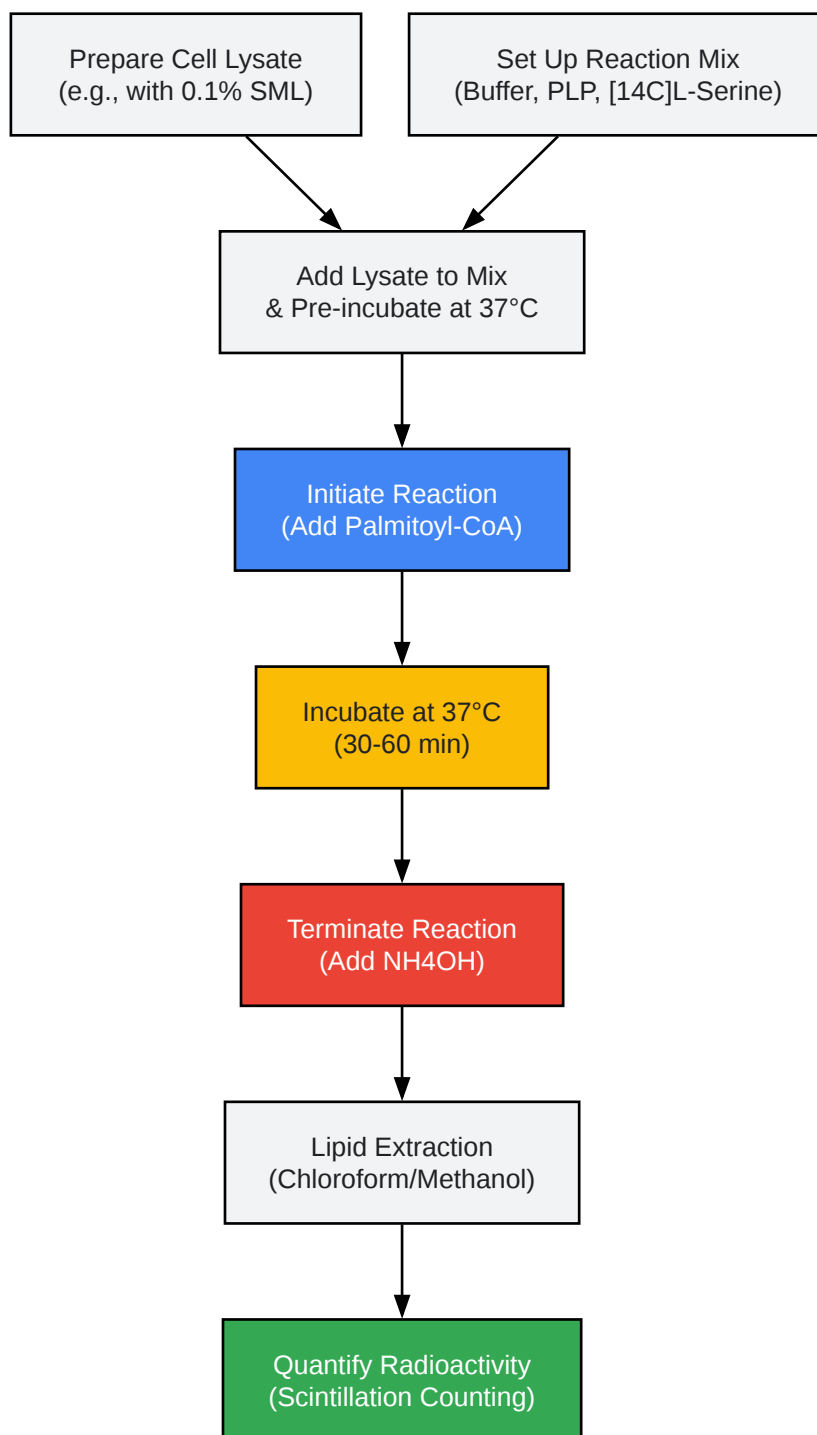 Prepare Cell Lysate
(e.g., with 0.1% SML)
Set Up Reaction Mix
(Buffer, PLP, [14C]L-Serine)
Add Lysate to Mix
& Pre-incubate at 37°C
Initiate Reaction
(Add Palmitoyl-CoA)
Incubate at 37°C
(30-60 min)
Terminate Reaction
(Add NH4OH)
Lipid Extraction
(Chloroform/Methanol)
Quantify Radioactivity
(Scintillation Counting)